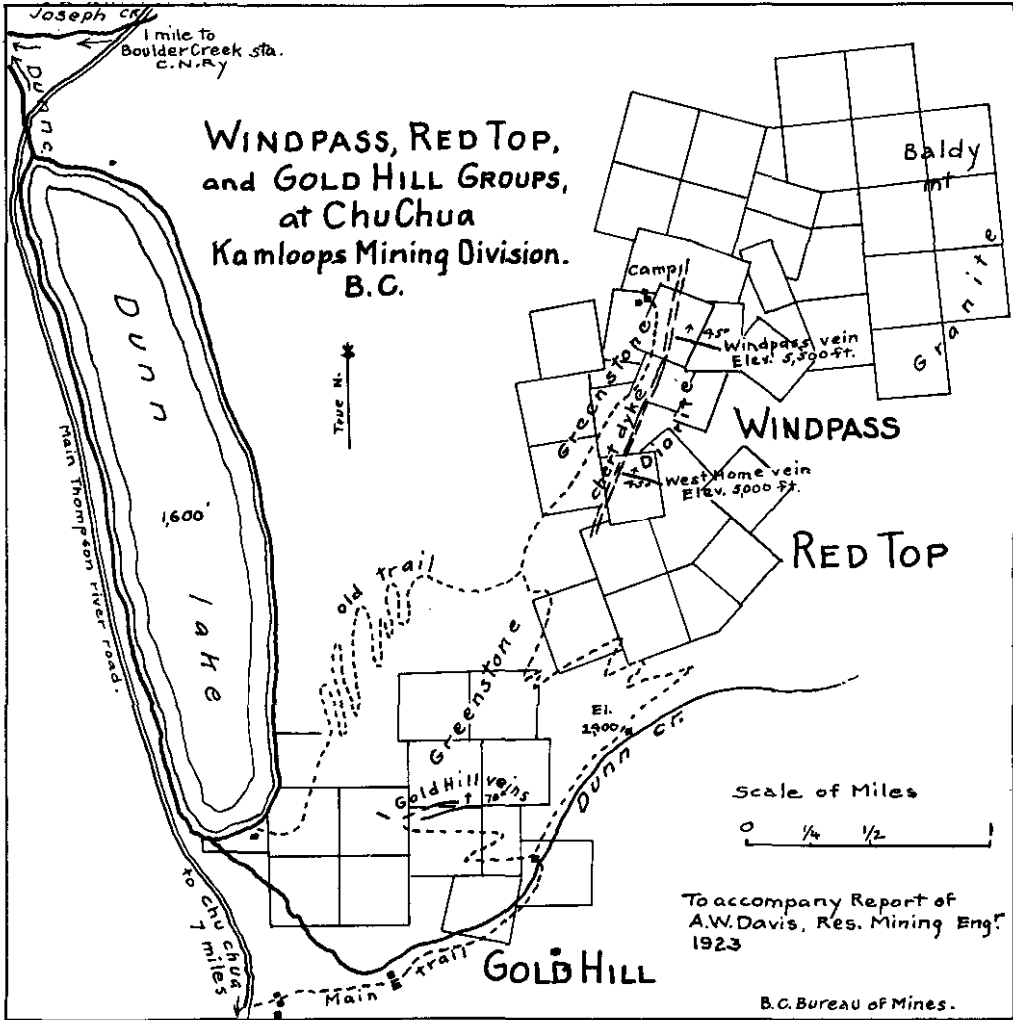 Joseph Cr.
1 mile to
Boulder Creek sta.
C.N.Ry
Dunn c.
WINDPASS, RED TOP,
and GOLD HILL GROUPS,
at ChuChua
Kamloops Mining Division.
B.C.
True N.
Baldy
mt
Granite
Camp
45°
Windpass vein
Elev. 5,500 ft.
Greenstone
chert dyke
Diorite
WINDPASS
45°
West Home vein
Elev. 5,000 ft.
RED TOP
Dunn
1,600'
lake
Main Thompson river road.
old trail
Greenstone
El.
2,900'
Dunn cr.
Gold Hill veins
70°
Scale of Miles
0 1/4 1/2 1
to chu chua
7 miles
Main trail
GOLD HILL
To accompany Report of
A.W. Davis, Res. Mining Engr.
1923
B.C. Bureau of Mines.